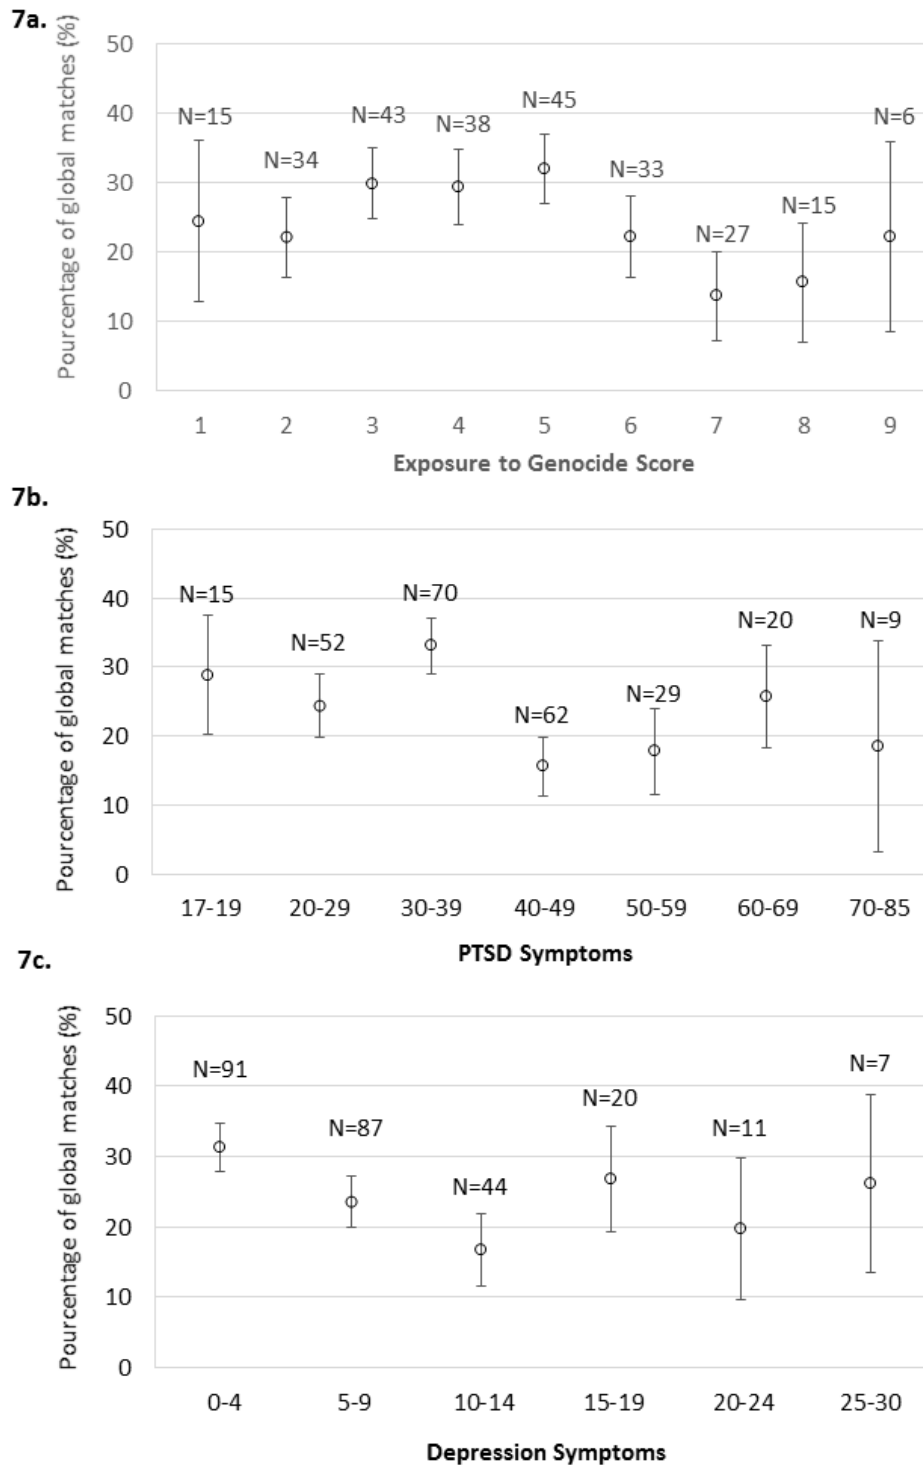 7a.
Pourcentage of global matches (%)
50
40
30
20
10
0
N=15
N=34
N=43
N=38
N=45
N=33
N=27
N=15
N=6
1 2 3 4 5 6 7 8 9
Exposure to Genocide Score
7b.
Pourcentage of global matches (%)
50
40
30
20
10
0
N=15
N=52
N=70
N=62
N=29
N=20
N=9
17-19 20-29 30-39 40-49 50-59 60-69 70-85
PTSD Symptoms
7c.
Pourcentage of global matches (%)
50
40
30
20
10
0
N=91
N=87
N=44
N=20
N=11
N=7
0-4 5-9 10-14 15-19 20-24 25-30
Depression Symptoms